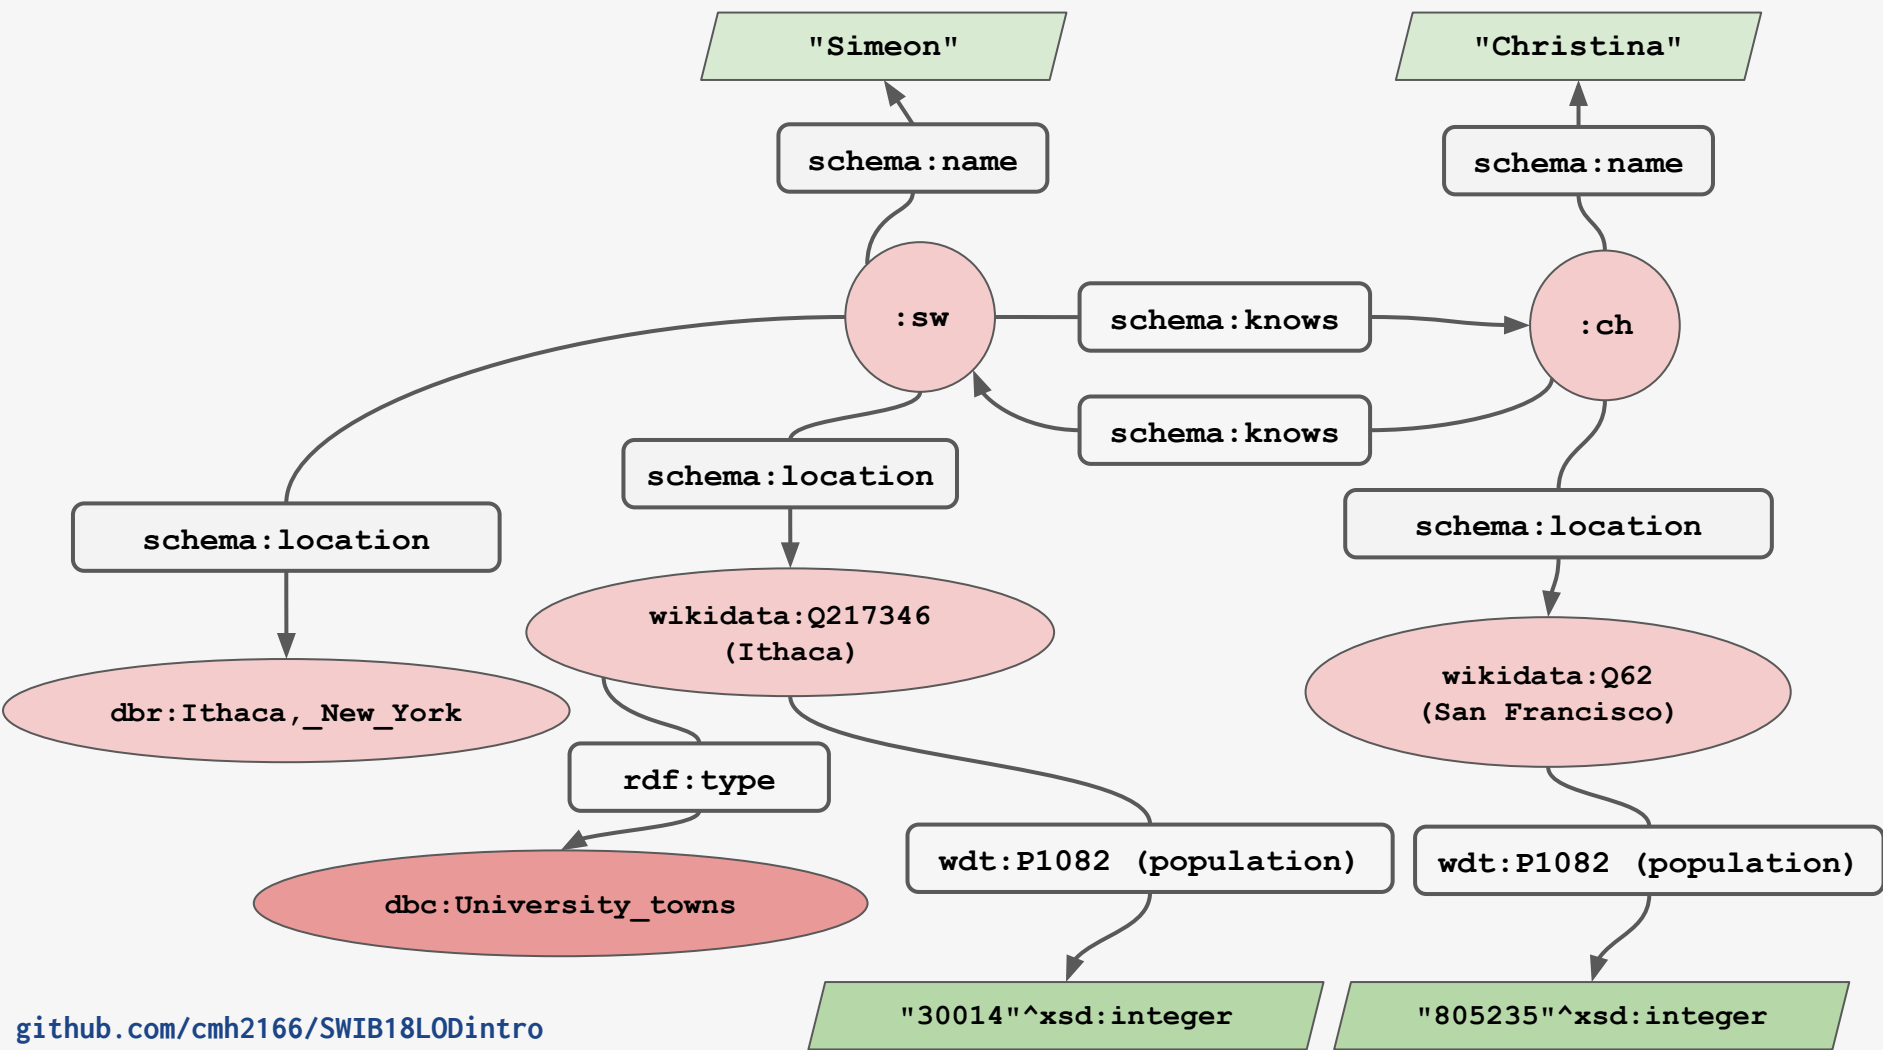 "Simeon"
"Christina"
schema:name
schema:name
:sw
schema:knows
:ch
schema:knows
schema:location
schema:location
schema:location
wikidata:Q217346
(Ithaca)
wikidata:Q62
(San Francisco)
dbr:Ithaca,_New_York
rdf:type
wdt:P1082 (population)
wdt:P1082 (population)
dbc:University_towns
"30014"^xsd:integer
"805235"^xsd:integer
github.com/cmh2166/SWIB18LODintro